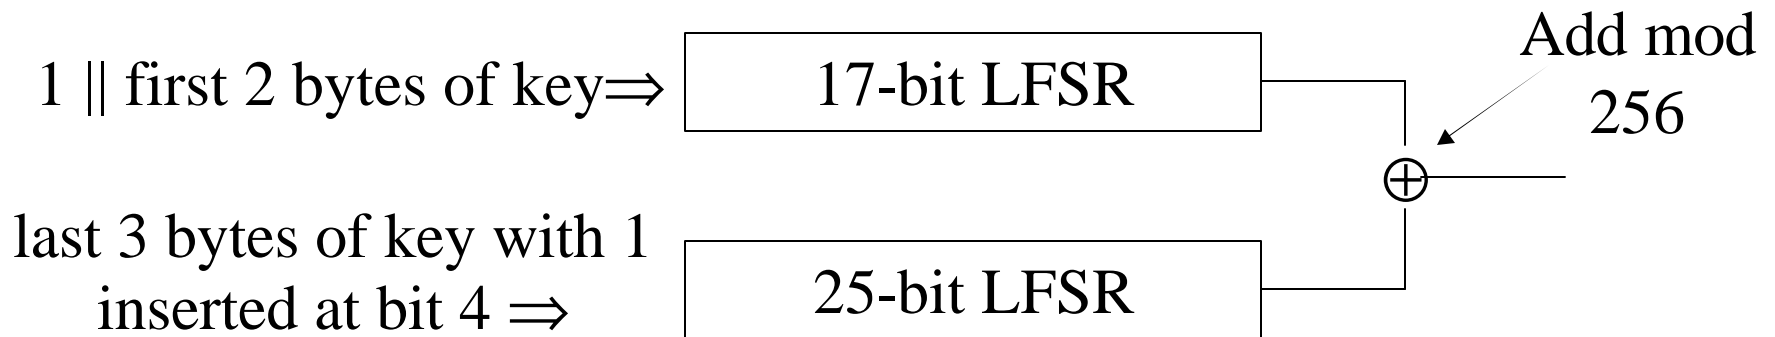 1 || first 2 bytes of key⇒
17-bit LFSR
Add mod
256
last 3 bytes of key with 1
inserted at bit 4 ⇒
25-bit LFSR